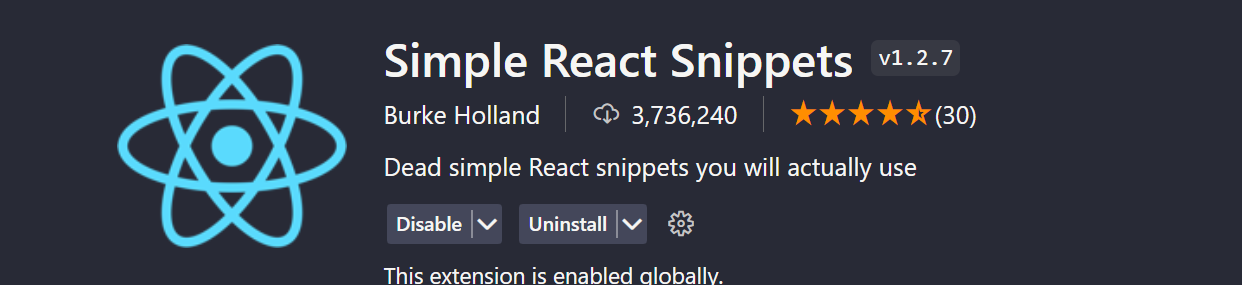 Simple React Snippets v1.2.7
Burke Holland 3,736,240 (30)
Dead simple React snippets you will actually use
Disable Uninstall
This extension is enabled globally.